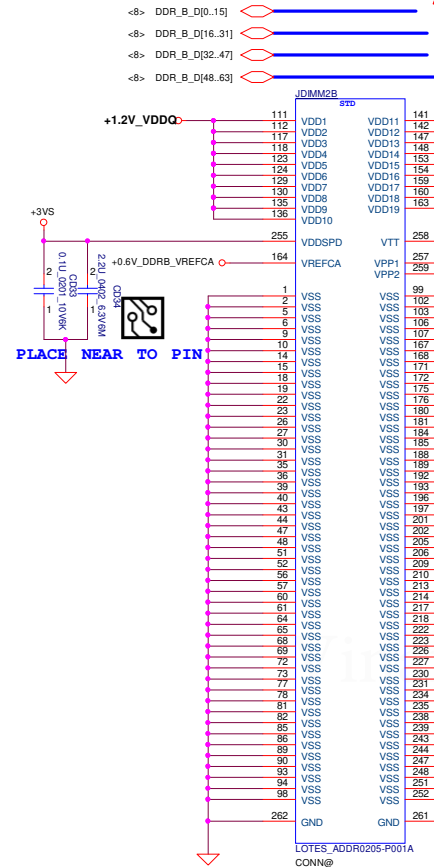 <8> DDR_B_D[0..15]
<8> DDR_B_D[16..31]
<8> DDR_B_D[32..47]
<8> DDR_B_D[48..63]
JDIMM2B
STD
+1.2V_VDDQ
111 VDD1 VDD11 141
112 VDD2 VDD12 142
117 VDD3 VDD13 147
118 VDD4 VDD14 148
123 VDD5 VDD15 153
124 VDD6 VDD16 154
129 VDD7 VDD17 159
130 VDD8 VDD18 160
135 VDD9 VDD19 163
136 VDD10
+3VS
255 VDDSPD VTT 258
+0.6V_DDRB_VREFCA 164 VREFCA VPP1 257
VPP2 259
2 2
0.1U_0201_10V6K
CD33
2.2U_0402_6.3V6M
CD34
1 1
PLACE NEAR TO PIN
1 VSS VSS 99
2 VSS VSS 102
5 VSS VSS 103
6 VSS VSS 106
9 VSS VSS 107
10 VSS VSS 167
14 VSS VSS 168
15 VSS VSS 171
18 VSS VSS 172
19 VSS VSS 175
22 VSS VSS 176
23 VSS VSS 180
26 VSS VSS 181
27 VSS VSS 184
30 VSS VSS 185
31 VSS VSS 188
35 VSS VSS 189
36 VSS VSS 192
39 VSS VSS 193
40 VSS VSS 196
43 VSS VSS 197
44 VSS VSS 201
47 VSS VSS 202
48 VSS VSS 205
51 VSS VSS 206
52 VSS VSS 209
56 VSS VSS 210
57 VSS VSS 213
60 VSS VSS 214
61 VSS VSS 217
64 VSS VSS 218
65 VSS VSS 222
68 VSS VSS 223
69 VSS VSS 226
72 VSS VSS 227
73 VSS VSS 230
77 VSS VSS 231
78 VSS VSS 234
81 VSS VSS 235
82 VSS VSS 238
85 VSS VSS 239
86 VSS VSS 243
89 VSS VSS 244
90 VSS VSS 247
93 VSS VSS 248
94 VSS VSS 251
98 VSS VSS 252
262 GND GND 261
LOTES_ADDR0205-P001A
CONN@